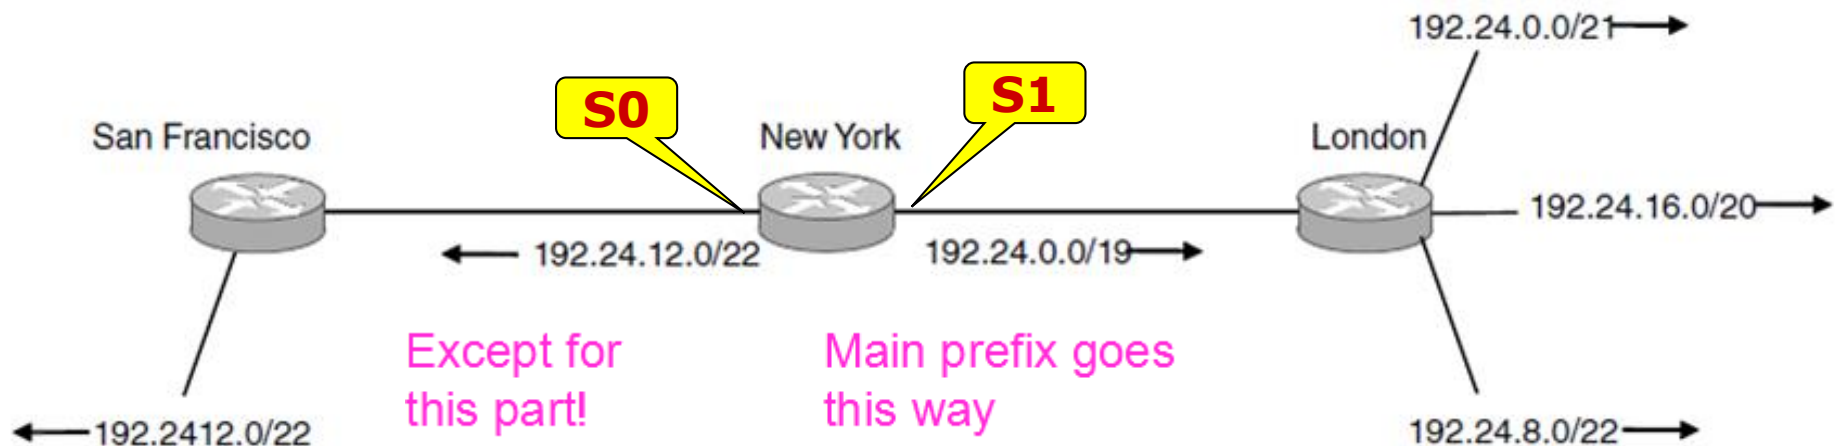 192.24.0.0/21
S0
S1
San Francisco
New York
London
192.24.16.0/20
192.24.12.0/22
192.24.0.0/19
Except for
this part!
Main prefix goes
this way
192.2412.0/22
192.24.8.0/22